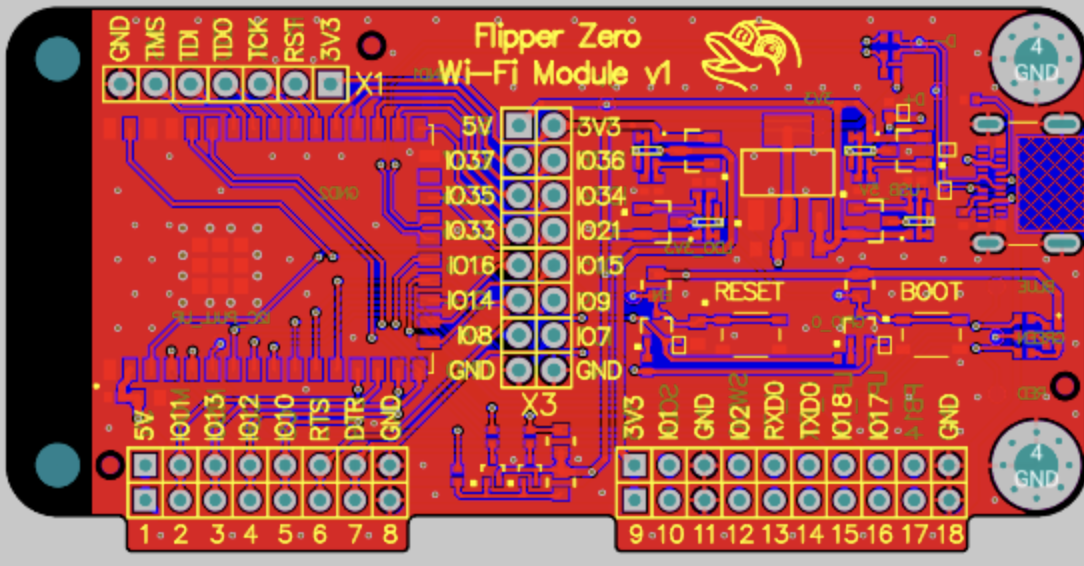 GND TMS TDI TDO TCK RST 3V3
X1
Flipper Zero
Wi-Fi Module v1
4
GND
5V 3V3
IO37 IO36
IO35 IO34
IO33 IO21
IO16 IO15
IO14 IO9
IO8 IO7
GND GND
X3
RESET BOOT
5V IO11 IO13 IO12 IO10 RTS DTR GND
3V3 IO1 GND IO2 RXD0 TXD0 IO18 IO17 GND
4
GND
1 2 3 4 5 6 7 8
9 10 11 12 13 14 15 16 17 18